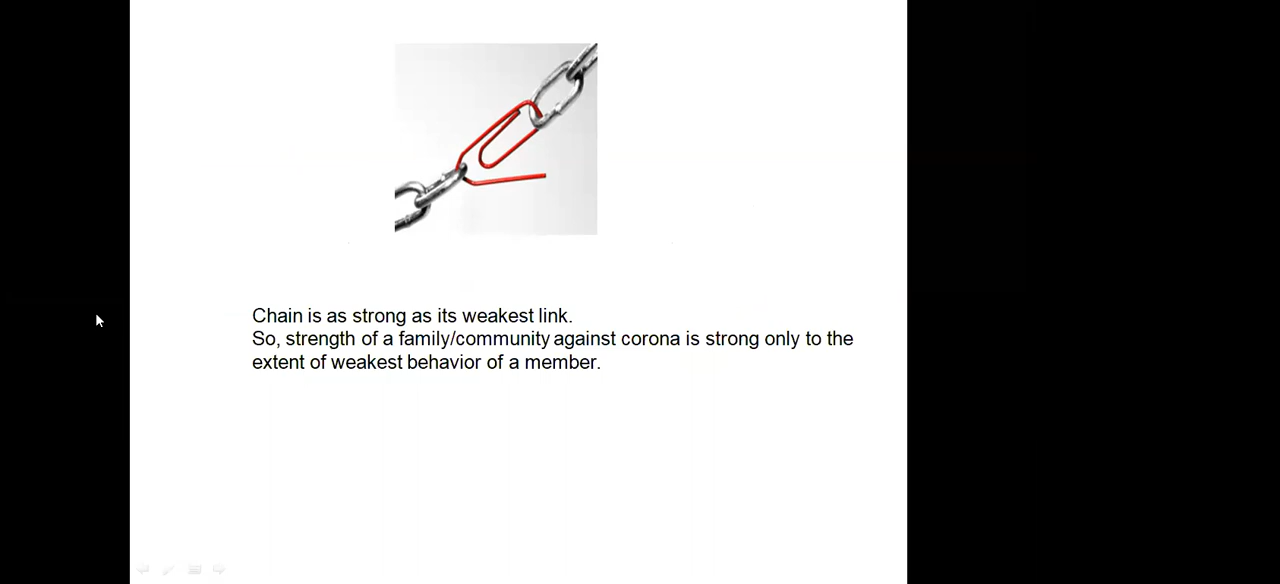 Chain is as strong as its weakest link.
So, strength of a family/community against corona is strong only to the
extent of weakest behavior of a member.